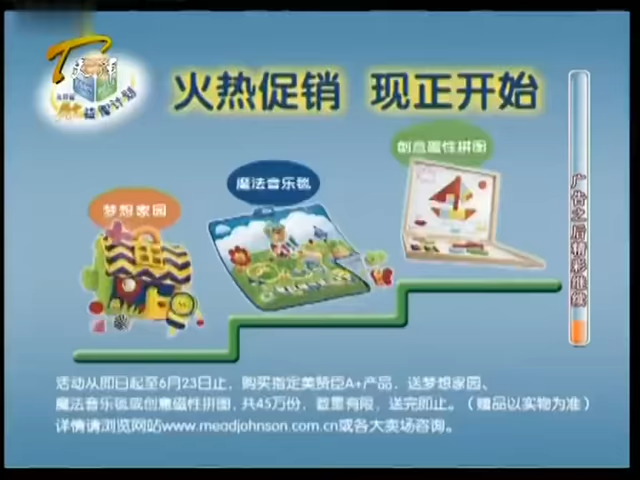 火热促销 现正开始
创意磁性拼图
魔法音乐毯
梦想家园
广告之后精彩继续
活动从即日起至6月23日止，购买指定美赞臣A+产品，送梦想家园、
魔法音乐毯或创意磁性拼图，共45万份，数量有限，送完即止。（赠品以实物为准）
详情请浏览网站www.meadjohnson.com.cn或各大卖场咨询。